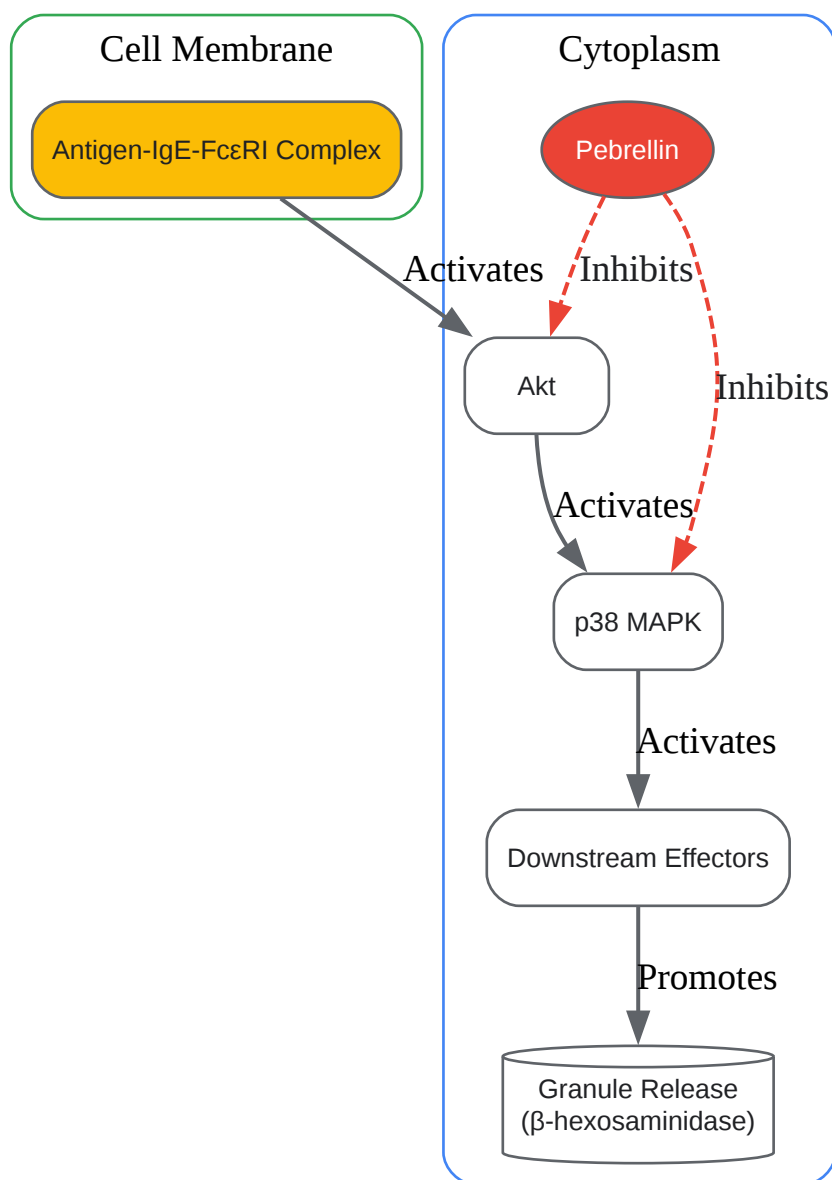 Cell Membrane
Cytoplasm
Antigen-IgE-FcεRI Complex
Pebrellin
Activates
Inhibits
Akt
Inhibits
Activates
p38 MAPK
Activates
Downstream Effectors
Promotes
Granule Release
(β-hexosaminidase)